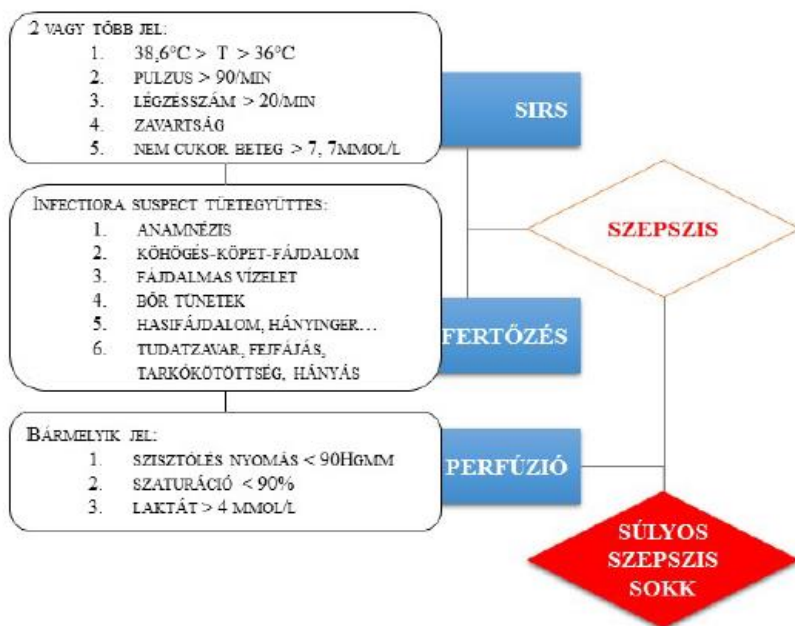 2 VAGY TÖBB JEL:
1. 38,6°C > T > 36°C
2. PULZUS > 90/MIN
3. LÉGZÉSSZÁM > 20/MIN
4. ZAVARTSÁG
5. NEM CUKOR BETEG > 7, 7MMOL/L
SIRS
INFECTIORA SUSPECT TÜETEGYÜTTES:
1. ANAMNÉZIS
2. KÖHÖGÉS-KÖPET-FÁJDALOM
3. FÁJDALMAS VÍZELET
4. BŐR TÜNETEK
5. HASIFÁJDALOM, HÁNYINGER...
6. TUDATZAVAR, FEJFÁJÁS,
TARKÓKÖTÖTTSÉG, HÁNYÁS
FERTŐZÉS
SZEPSZIS
BÁRMELYIK JEL:
1. SZISZTÓLÉS NYOMÁS < 90HGMM
2. SZATURÁCIÓ < 90%
3. LAKTÁT > 4 MMOL/L
PERFÚZIÓ
SÚLYOS
SZEPSZIS
SOKK